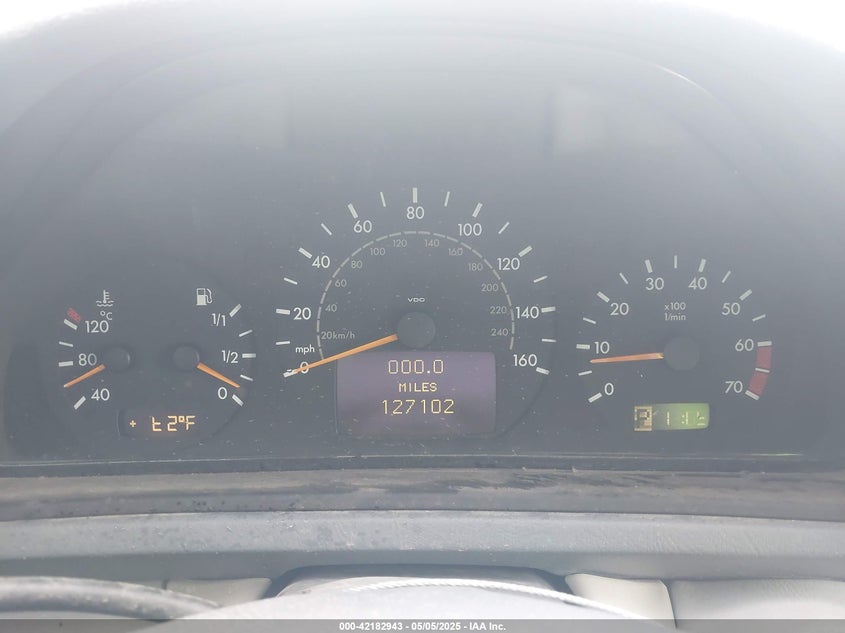 120 °C
80
40
+ t2°F
1/1
1/2
0
0 20 40 60 80 100 120 140 160
mph
20km/h 40 60 80 100 120 140 160 180 200 220 240
VDO
000.0
MILES
127102
0 10 20 30 40 50 60 70
x100
1/min
P
000-42182943 - 05/05/2025 - IAA Inc.